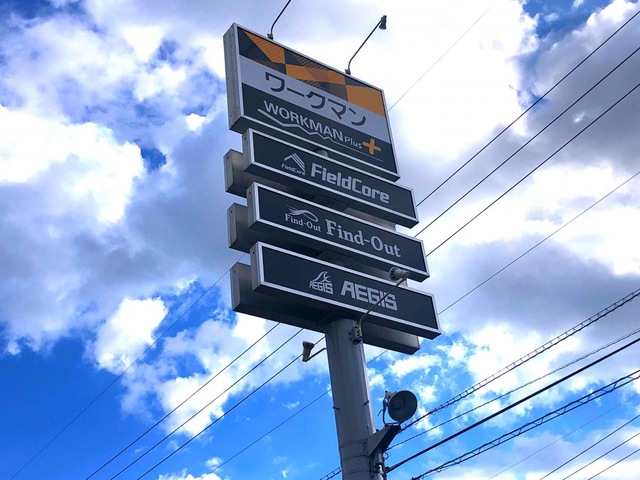 ワークマン
WORKMAN Plus+
FieldCore FieldCore
Find-Out Find-Out
AEGIS AEGIS